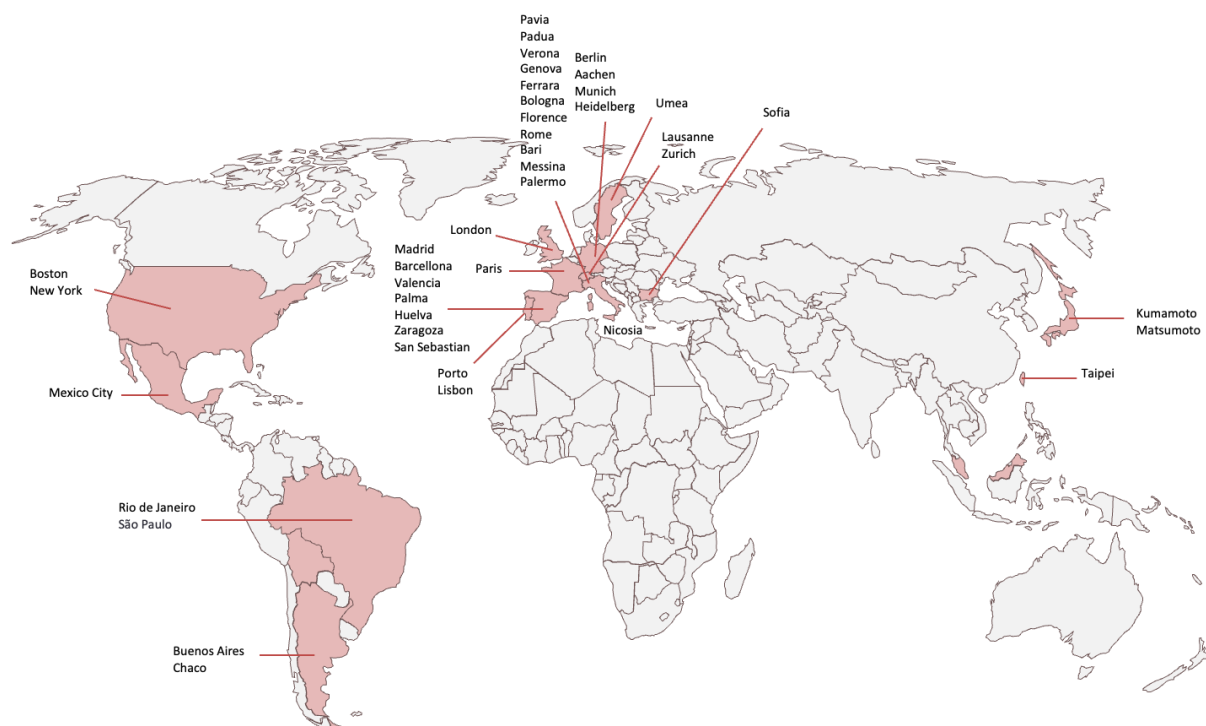 Pavia
Padua
Verona
Genova
Ferrara
Bologna
Florence
Rome
Bari
Messina
Palermo
Berlin
Aachen
Munich
Heidelberg
Umea
Lausanne
Zurich
Sofia
London
Paris
Madrid
Barcellona
Valencia
Palma
Huelva
Zaragoza
San Sebastian
Porto
Lisbon
Nicosia
Boston
New York
Mexico City
Rio de Janeiro
São Paulo
Buenos Aires
Chaco
Kumamoto
Matsumoto
Taipei